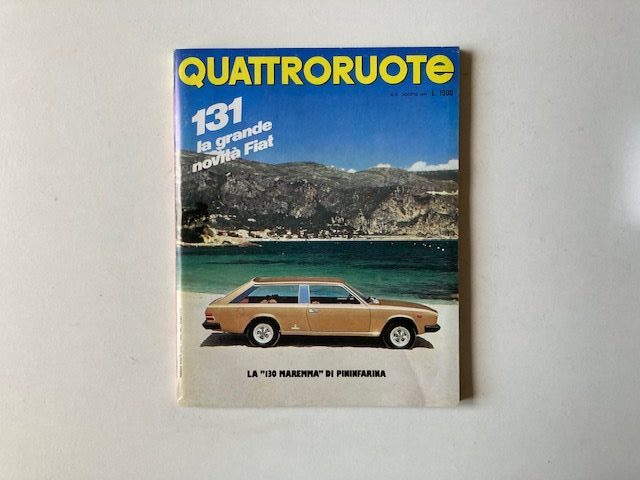 QUATTRORUOTe
L. 1000
131
la grande
novità Fiat
LA "130 MAREMMA" DI PININFARINA